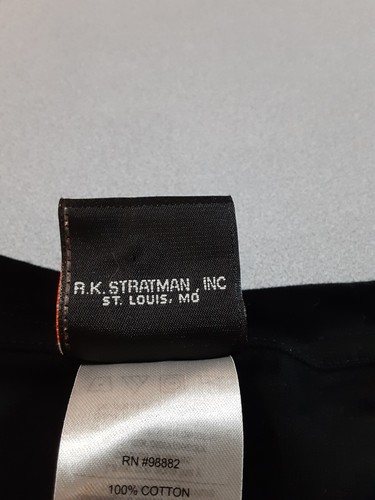 R.K. STRATMAN, INC
ST. LOUIS, MO
RN #98882
100% COTTON